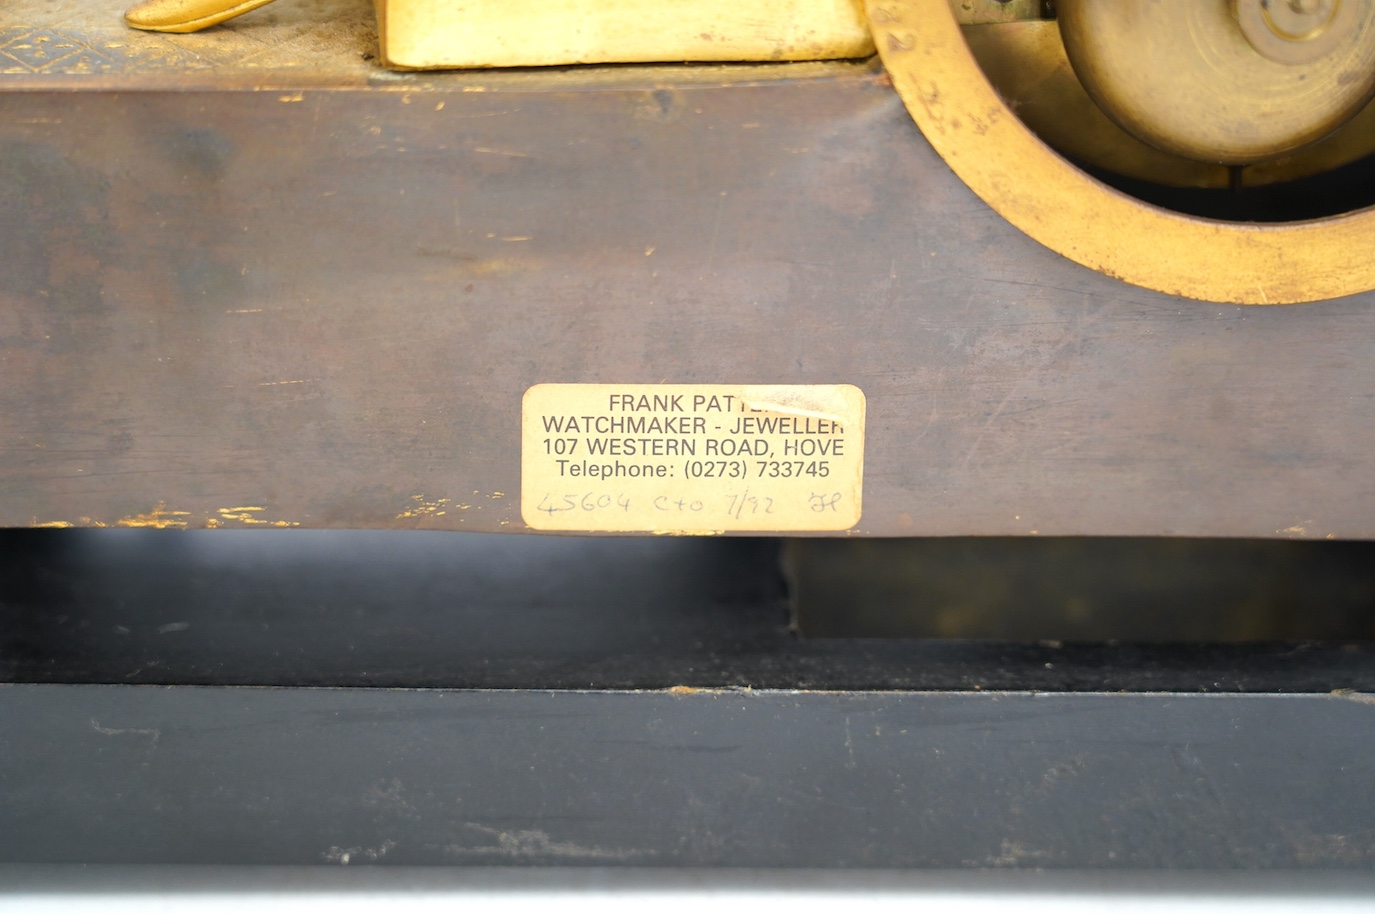 FRANK
WATCHMAKER - JEWELLER
107 WESTERN ROAD, HOVE
Telephone: (0273) 733745
45604 C+O 7/92